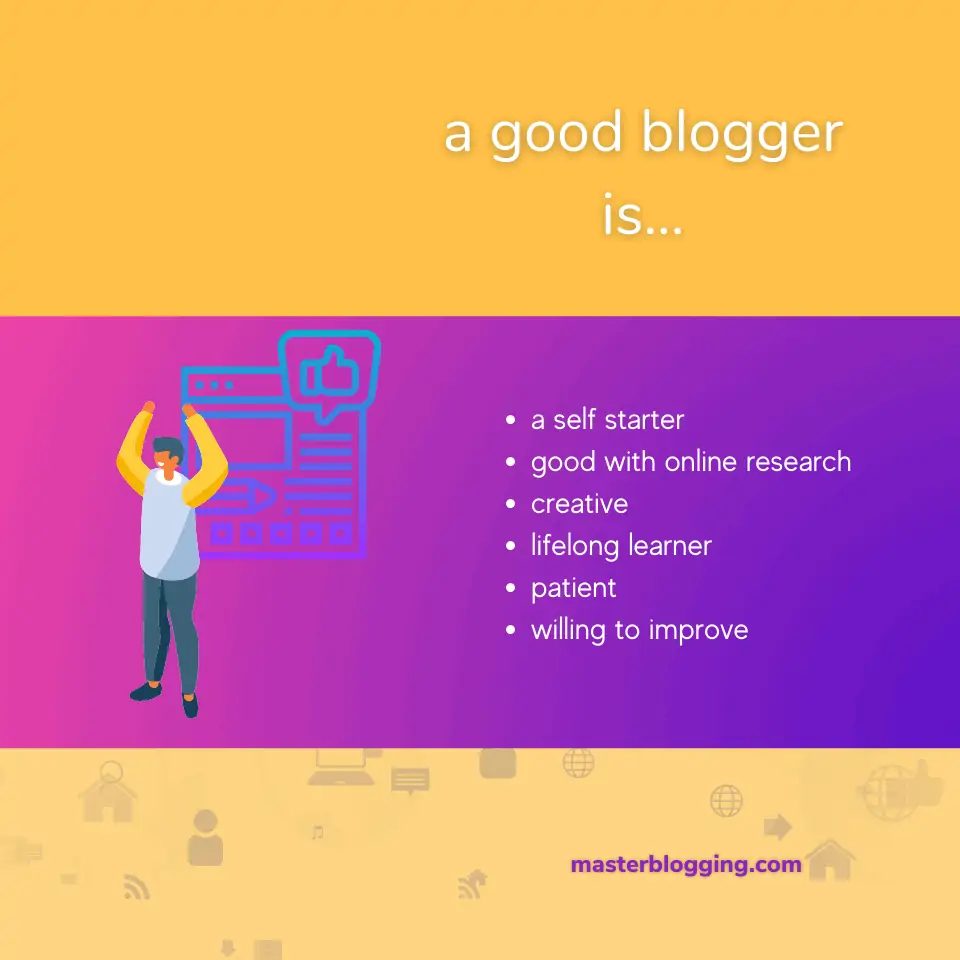 a good blogger
is...
• a self starter
• good with online research
• creative
• lifelong learner
• patient
• willing to improve
masterblogging.com